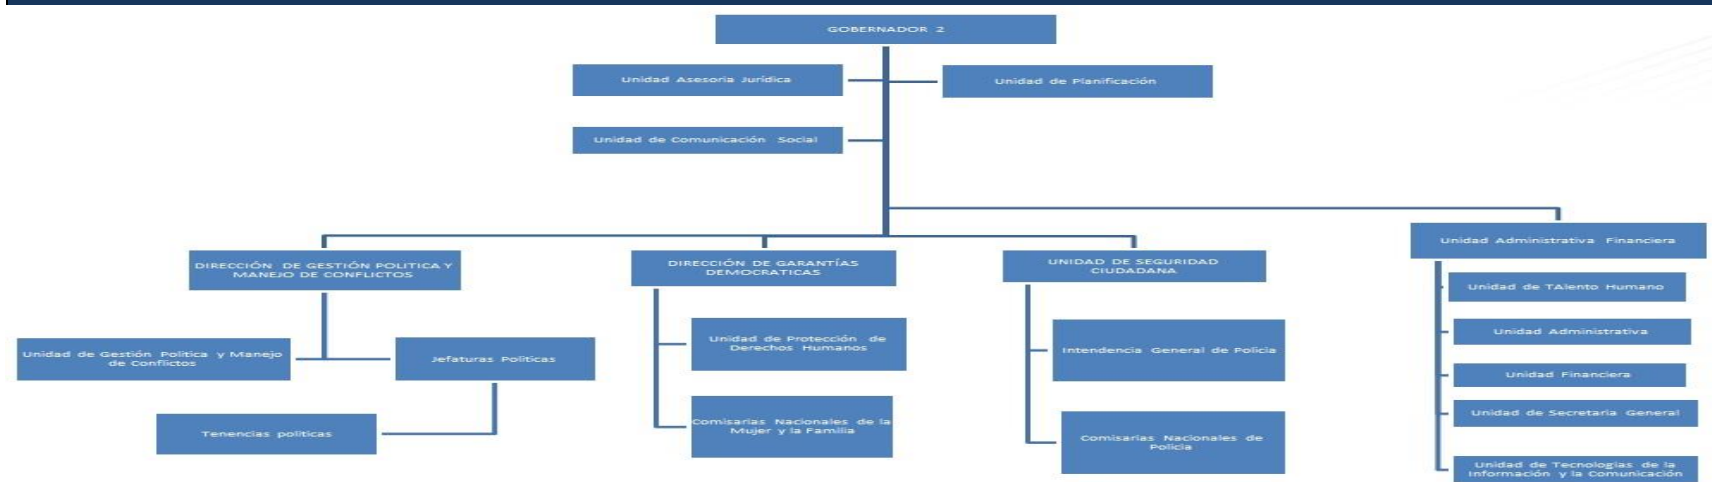 GOBERNADOR 2
Unidad Asesoria Jurídica
Unidad de Planificación
Unidad de Comunicación Social
DIRECCIÓN DE GESTIÓN POLITICA Y
MANEJO DE CONFLICTOS
DIRECCIÓN DE GARANTÍAS
DEMOCRATICAS
UNIDAD DE SEGURIDAD
CIUDADANA
Unidad Administrativa Financiera
Unidad de Gestión Politica y Manejo
de Conflictos
Jefaturas Politicas
Tenencias politicas
Unidad de Protección de
Derechos Humanos
Comisarias Nacionales de la
Mujer y la Familia
Intendencia General de Policia
Comisarias Nacionales de
Policia
Unidad de TAlento Humano
Unidad Administrativa
Unidad Financiera
Unidad de Secretaria General
Unidad de Tecnologias de la
Información y la Comunicación